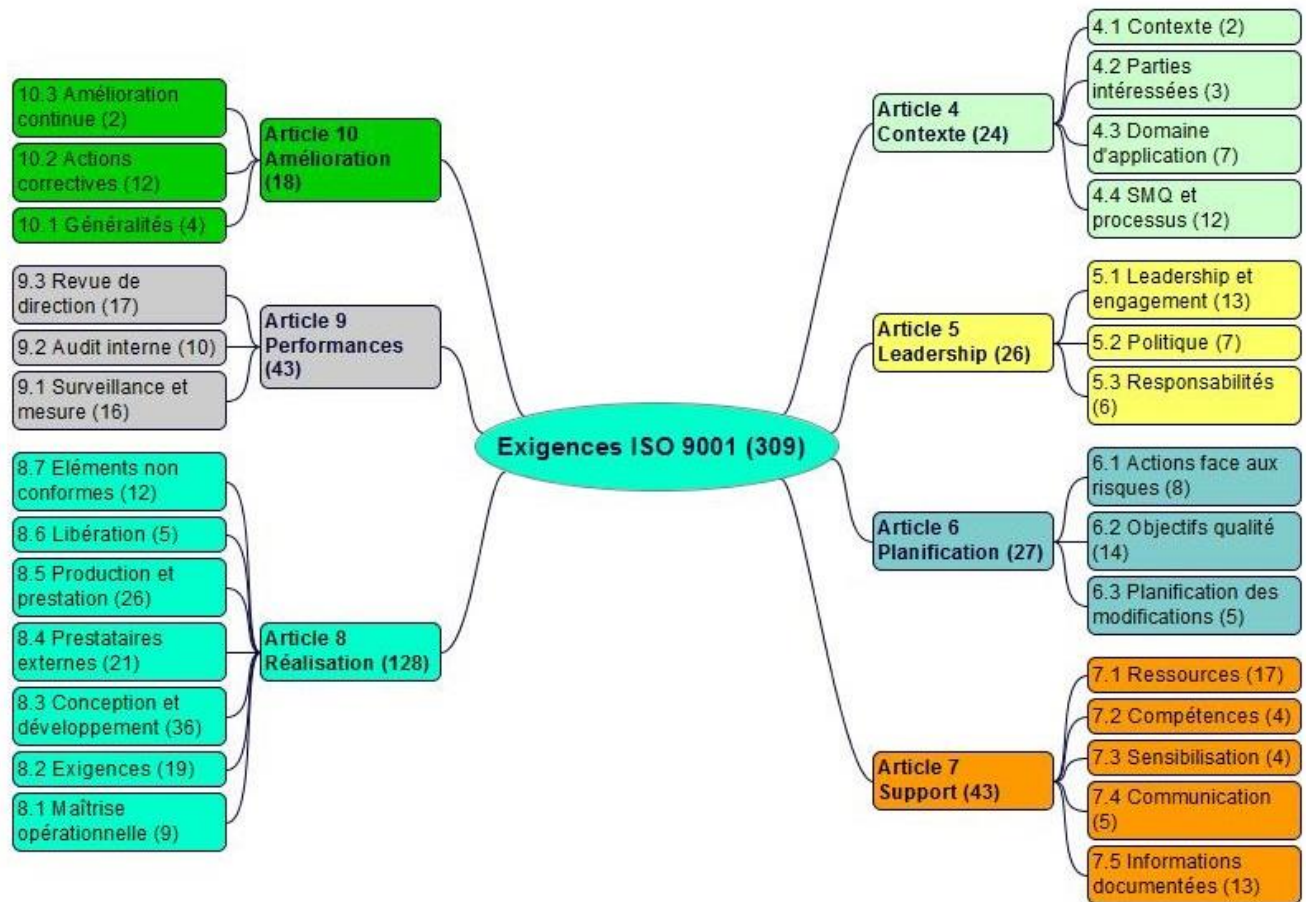 Exigences ISO 9001 (309)
Article 4
Contexte (24)
4.1 Contexte (2)
4.2 Parties
intéressées (3)
4.3 Domaine
d'application (7)
4.4 SMQ et
processus (12)
Article 5
Leadership (26)
5.1 Leadership et
engagement (13)
5.2 Politique (7)
5.3 Responsabilités
(6)
Article 6
Planification (27)
6.1 Actions face aux
risques (8)
6.2 Objectifs qualité
(14)
6.3 Planification des
modifications (5)
Article 7
Support (43)
7.1 Ressources (17)
7.2 Compétences (4)
7.3 Sensibilisation (4)
7.4 Communication
(5)
7.5 Informations
documentées (13)
Article 10
Amélioration
(18)
10.3 Amélioration
continue (2)
10.2 Actions
correctives (12)
10.1 Généralités (4)
Article 9
Performances
(43)
9.3 Revue de
direction (17)
9.2 Audit interne (10)
9.1 Surveillance et
mesure (16)
Article 8
Réalisation (128)
8.7 Eléments non
conformes (12)
8.6 Libération (5)
8.5 Production et
prestation (26)
8.4 Prestataires
externes (21)
8.3 Conception et
développement (36)
8.2 Exigences (19)
8.1 Maîtrise
opérationnelle (9)